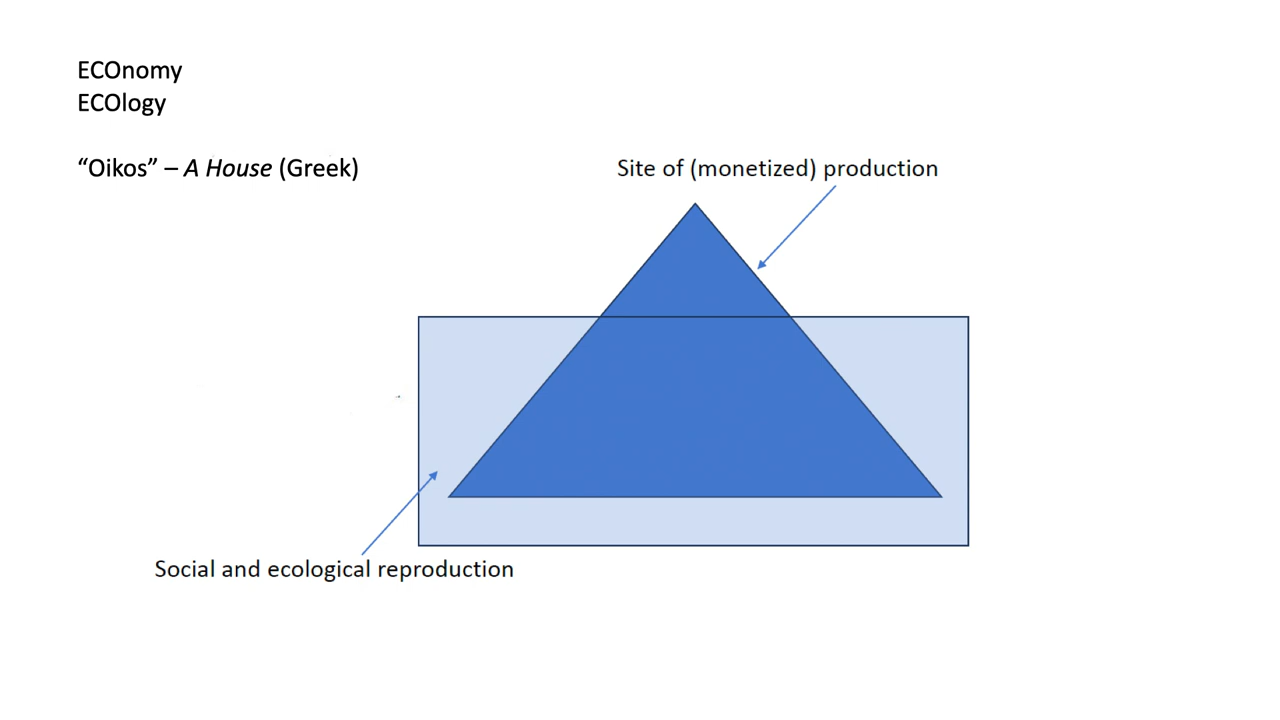 ECOnomy
ECOlogy
“Oikos” – A House (Greek)
Site of (monetized) production
Social and ecological reproduction